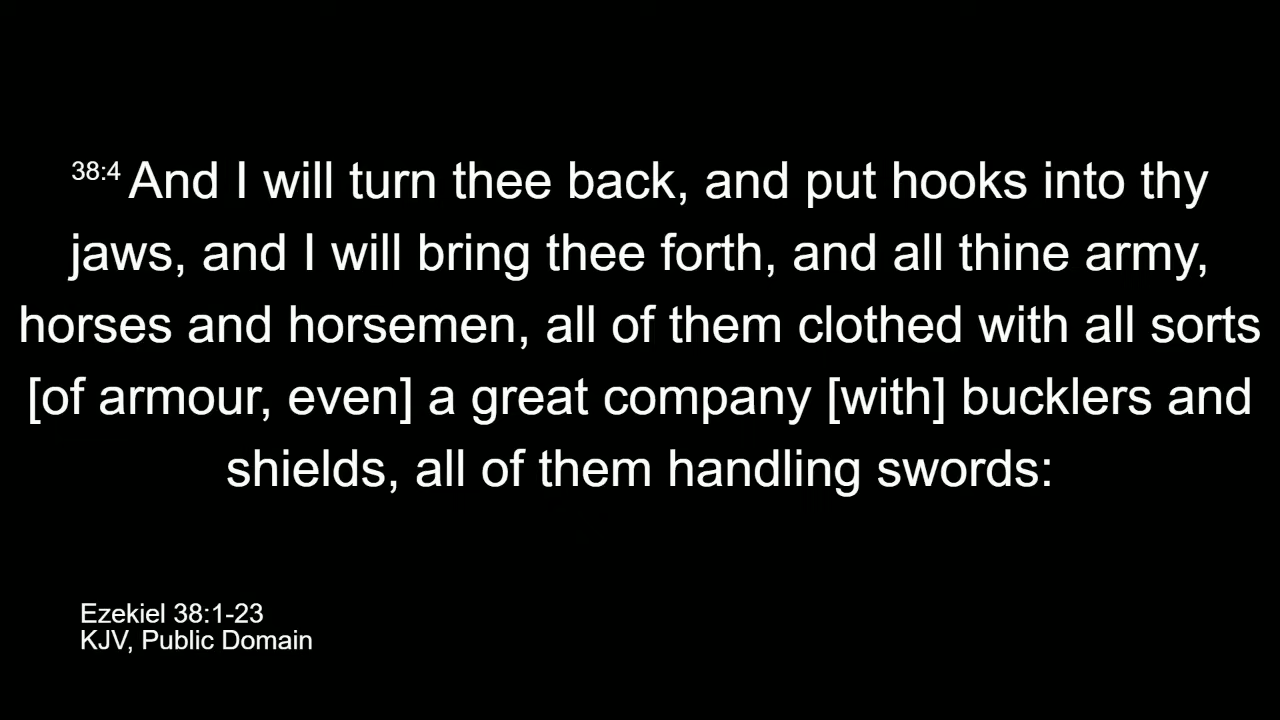 38:4 And I will turn thee back, and put hooks into thy
jaws, and I will bring thee forth, and all thine army,
horses and horsemen, all of them clothed with all sorts
[of armour, even] a great company [with] bucklers and
shields, all of them handling swords:
Ezekiel 38:1-23
KJV, Public Domain